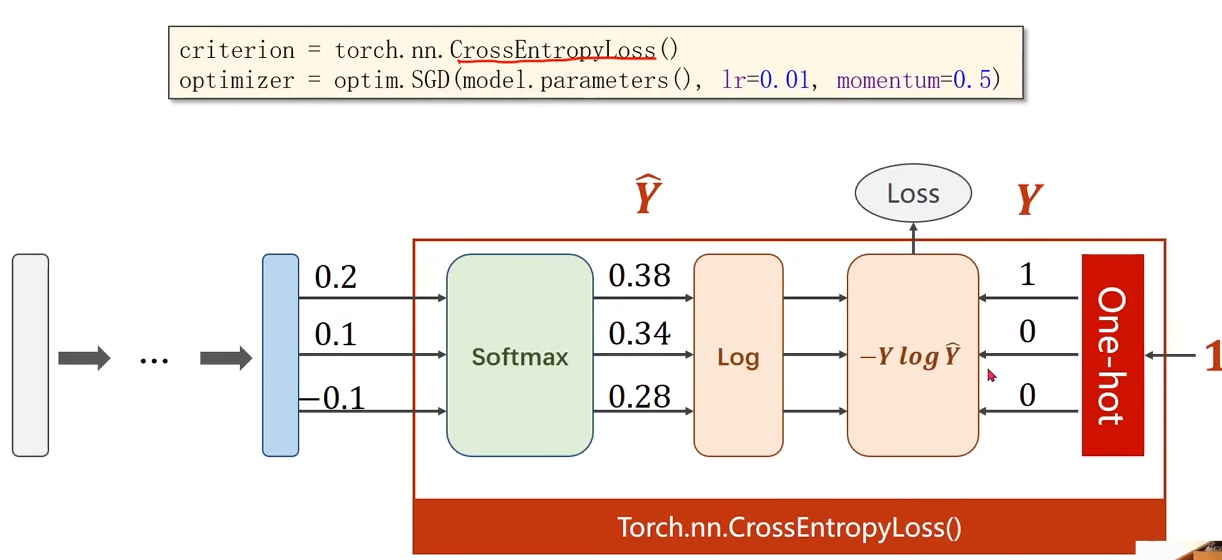 criterion = torch.nn.CrossEntropyLoss()
optimizer = optim.SGD(model.parameters(), lr=0.01, momentum=0.5)
Ŷ
Loss
Y
0.2
0.38
1
0.1
0.34
0
...
Softmax
Log
−Y log Ŷ
One-hot
1
−0.1
0.28
0
Torch.nn.CrossEntropyLoss()